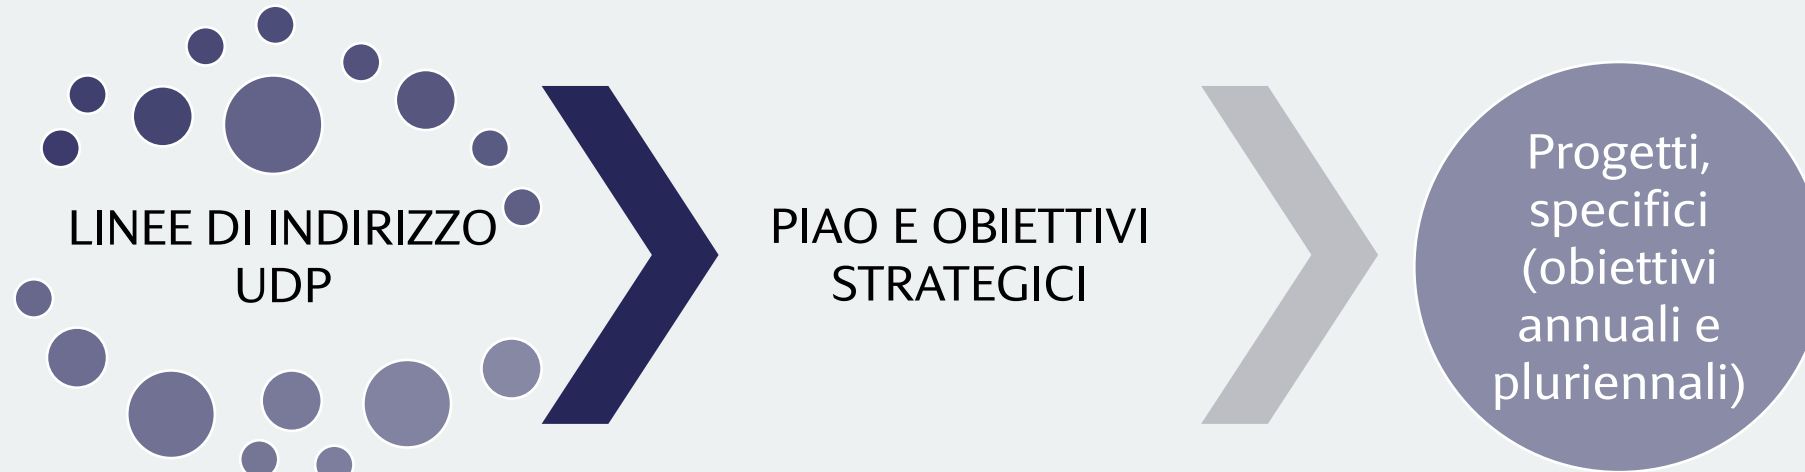 LINEE DI INDIRIZZO
UDP
PIAO E OBIETTIVI
STRATEGICI
Progetti,
specifici
(obiettivi
annuali e
pluriennali)